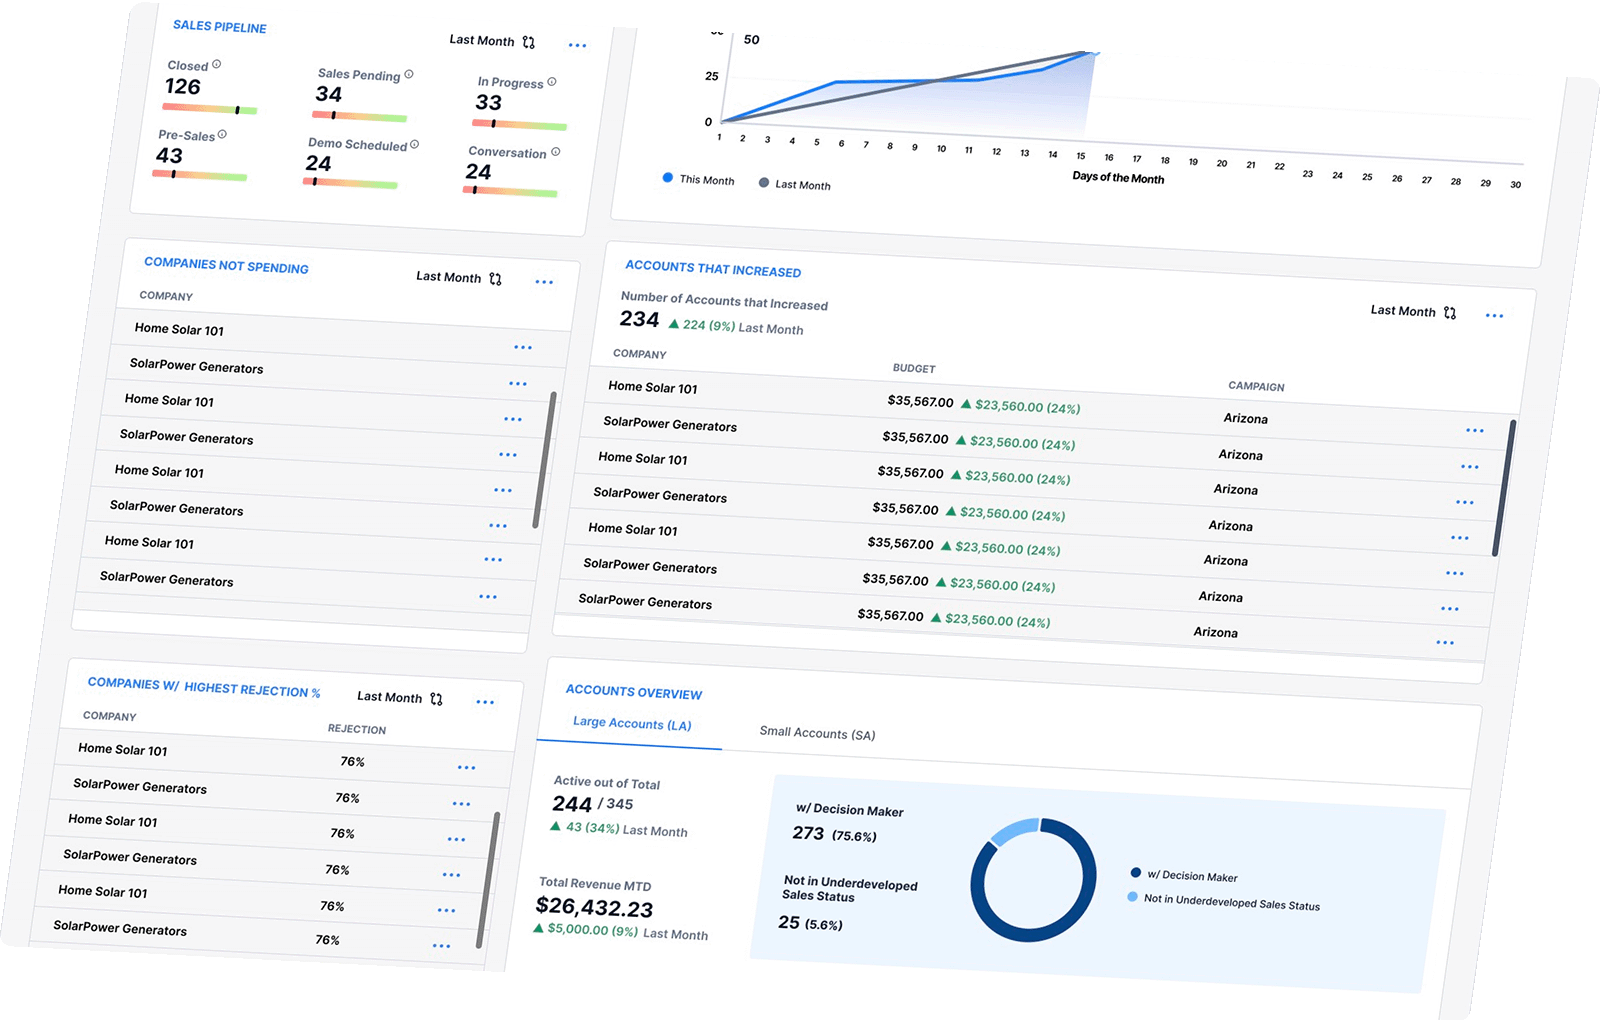 SALES PIPELINE
Last Month
Closed
126
Sales Pending
34
In Progress
33
Pre-Sales
43
Demo Scheduled
24
Conversation
24
50
25
0
1 2 3 4 5 6 7 8 9 10 11 12 13 14 15 16 17 18 19 20 21 22 23 24 25 26 27 28 29 30
Days of the Month
This Month
Last Month
COMPANIES NOT SPENDING
Last Month
COMPANY
Home Solar 101
SolarPower Generators
Home Solar 101
SolarPower Generators
Home Solar 101
SolarPower Generators
Home Solar 101
SolarPower Generators
ACCOUNTS THAT INCREASED
Last Month
Number of Accounts that Increased
234 ▲ 224 (9%) Last Month
COMPANY BUDGET CAMPAIGN
Home Solar 101 $35,567.00 ▲ $23,560.00 (24%) Arizona
SolarPower Generators $35,567.00 ▲ $23,560.00 (24%) Arizona
Home Solar 101 $35,567.00 ▲ $23,560.00 (24%) Arizona
SolarPower Generators $35,567.00 ▲ $23,560.00 (24%) Arizona
Home Solar 101 $35,567.00 ▲ $23,560.00 (24%) Arizona
SolarPower Generators $35,567.00 ▲ $23,560.00 (24%) Arizona
SolarPower Generators $35,567.00 ▲ $23,560.00 (24%) Arizona
COMPANIES W/ HIGHEST REJECTION %
Last Month
COMPANY REJECTION
Home Solar 101 76%
SolarPower Generators 76%
Home Solar 101 76%
SolarPower Generators 76%
Home Solar 101 76%
SolarPower Generators 76%
ACCOUNTS OVERVIEW
Large Accounts (LA) Small Accounts (SA)
Active out of Total
244 / 345
▲ 43 (34%) Last Month
Total Revenue MTD
$26,432.23
▲ $5,000.00 (9%) Last Month
w/ Decision Maker
273 (75.6%)
Not in Underdeveloped
Sales Status
25 (5.6%)
w/ Decision Maker
Not in Underdeveloped Sales Status